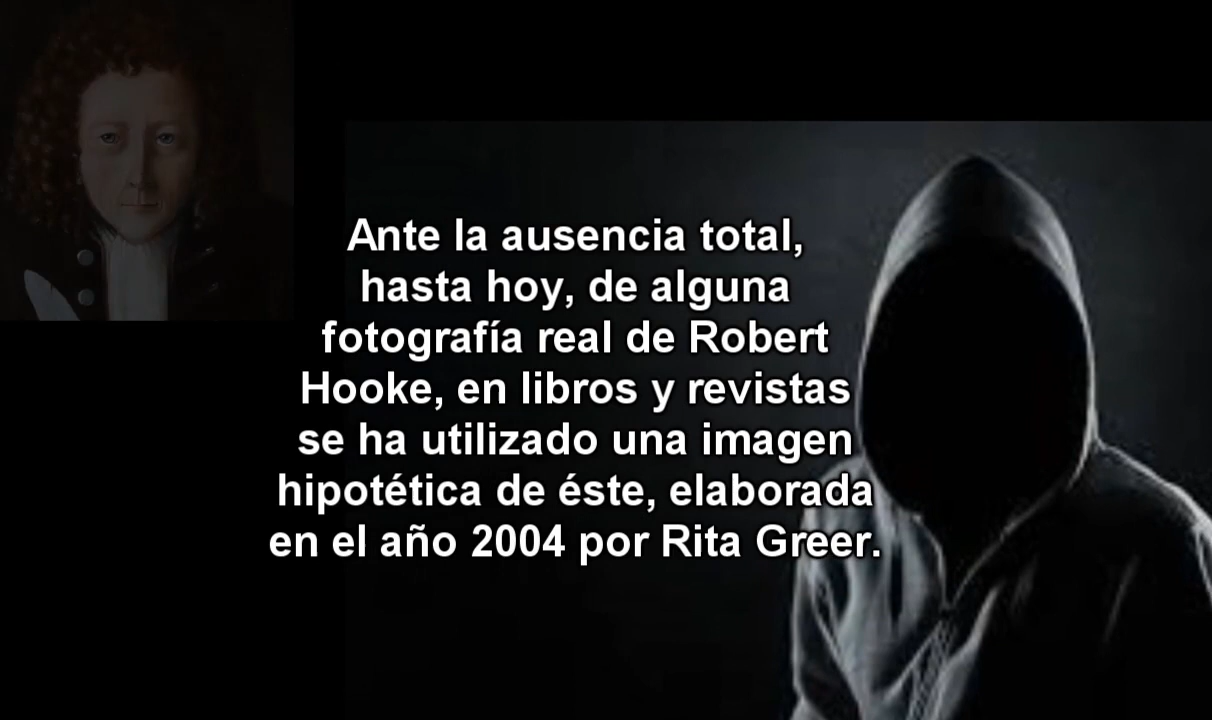 Ante la ausencia total,
hasta hoy, de alguna
fotografía real de Robert
Hooke, en libros y revistas
se ha utilizado una imagen
hipotética de éste, elaborada
en el año 2004 por Rita Greer.